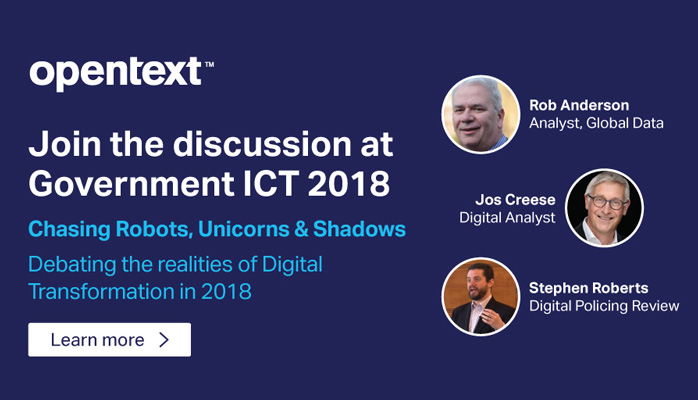 opentext™
Join the discussion at
Government ICT 2018
Chasing Robots, Unicorns & Shadows
Debating the realities of Digital
Transformation in 2018
Learn more
Rob Anderson
Analyst, Global Data
Jos Creese
Digital Analyst
Stephen Roberts
Digital Policing Review